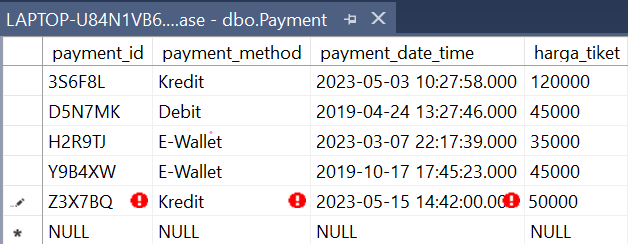 LAPTOP-U84N1VB6....ase - dbo.Payment
payment_id payment_method payment_date_time harga_tiket
3S6F8L Kredit 2023-05-03 10:27:58.000 120000
D5N7MK Debit 2019-04-24 13:27:46.000 45000
H2R9TJ E-Wallet 2023-03-07 22:17:39.000 35000
Y9B4XW E-Wallet 2019-10-17 17:45:23.000 45000
Z3X7BQ Kredit 2023-05-15 14:42:00.000 50000
NULL NULL NULL NULL